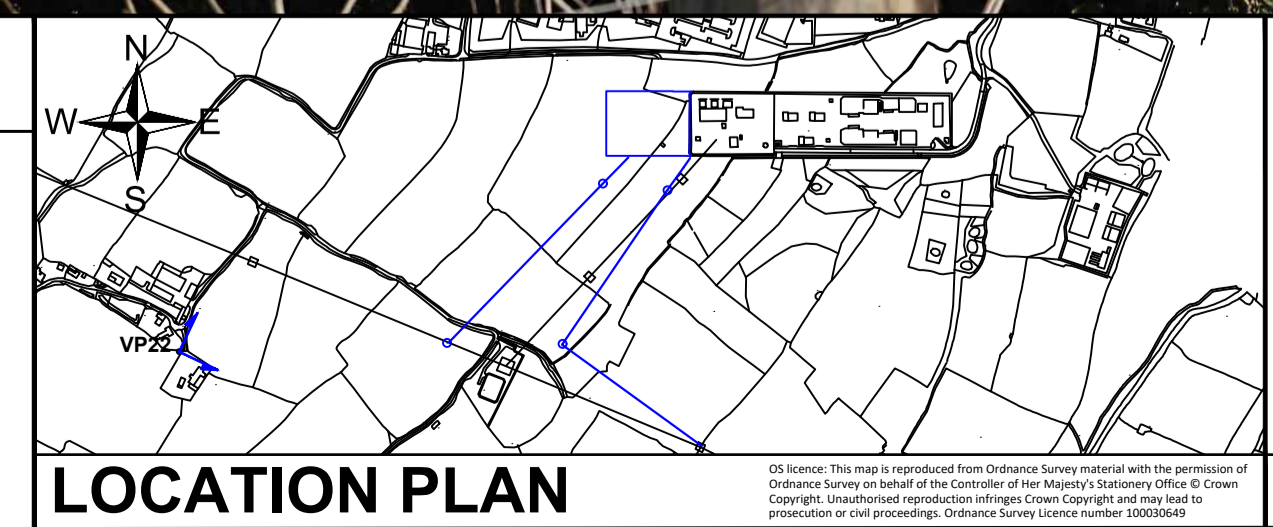 N
W E
S
VP22
LOCATION PLAN
OS licence: This map is reproduced from Ordnance Survey material with the permission of
Ordnance Survey on behalf of the Controller of Her Majesty's Stationery Office © Crown
Copyright. Unauthorised reproduction infringes Crown Copyright and may lead to
prosecution or civil proceedings. Ordnance Survey Licence number 100030649